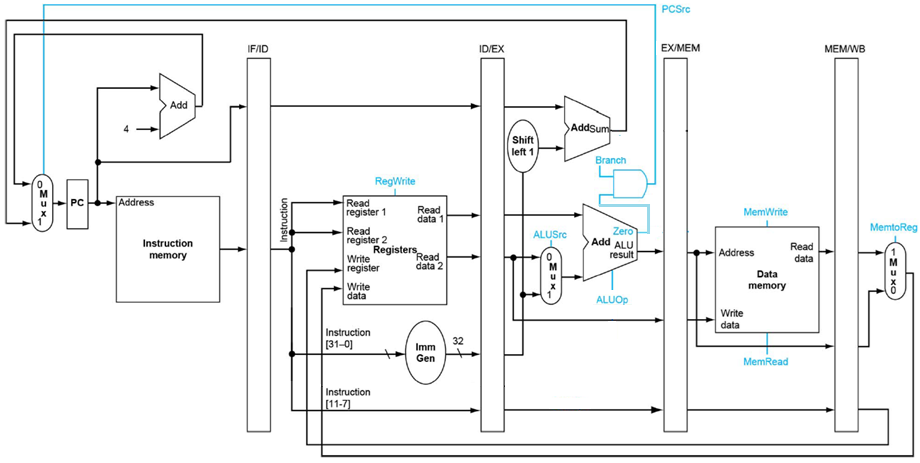 PCSrc
IF/ID
ID/EX
EX/MEM
MEM/WB
Add
4
Add
Sum
Shift
left 1
Branch
0
M
u
x
1
PC
Address
Instruction
memory
Instruction
RegWrite
Read
register 1
Read
register 2
Write
register
Write
data
Registers
Read
data 1
Read
data 2
ALUSrc
0
M
u
x
1
Zero
Add
ALU
result
ALUOp
MemWrite
Address
Read
data
Data
memory
Write
data
MemRead
MemtoReg
1
M
u
x
0
Instruction
[31–0]
Imm
Gen
32
Instruction
[11-7]